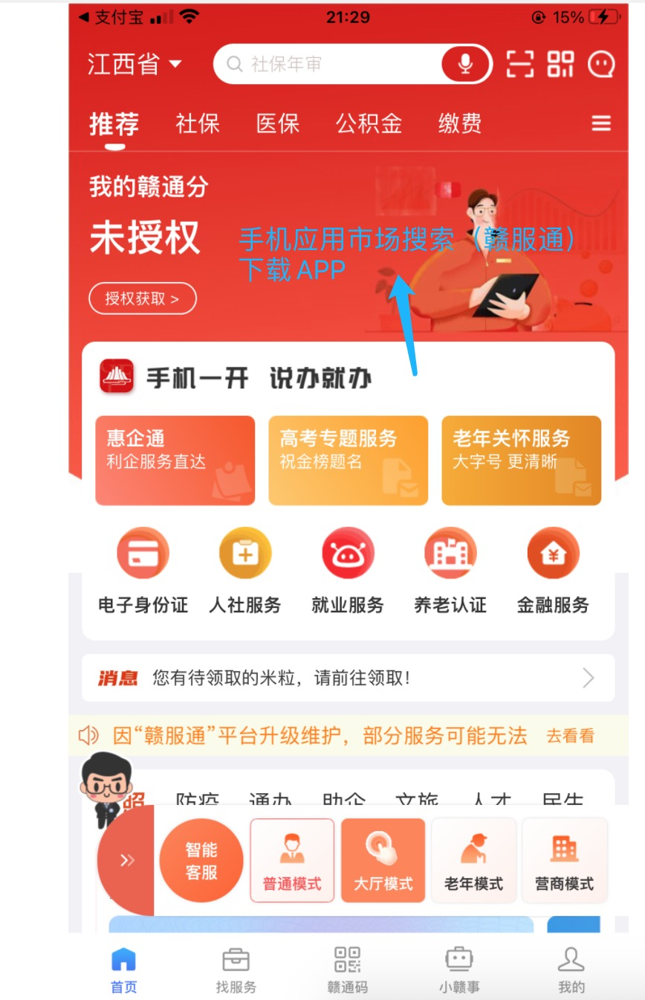 支付宝
21:29
15%
江西省
社保年审
推荐 社保 医保 公积金 缴费
我的赣通分
未授权
手机应用市场搜索（赣服通）
下载APP
授权获取 >
手机一开 说办就办
惠企通
利企服务直达
高考专题服务
祝金榜题名
老年关怀服务
大字号 更清晰
电子身份证 人社服务 就业服务 养老认证 金融服务
消息 您有待领取的米粒，请前往领取！
因“赣服通”平台升级维护，部分服务可能无法 去看看
防疫 通办 助企 文旅 人才 民生
智能
客服
普通模式 大厅模式 老年模式 营商模式
首页 找服务 赣通码 小赣事 我的